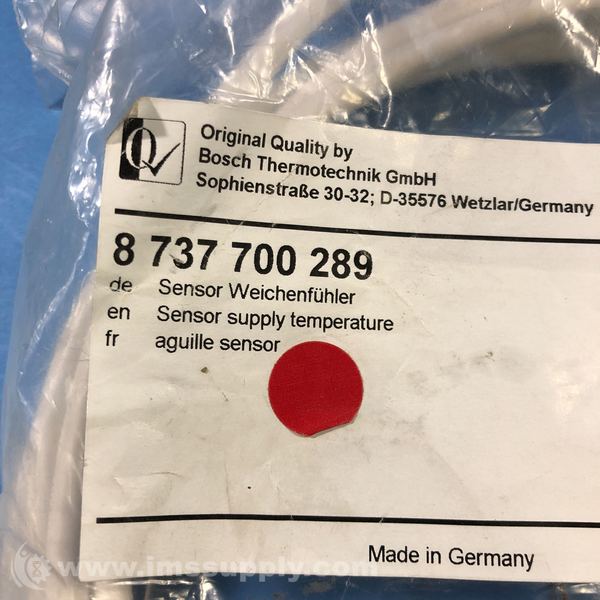 Original Quality by
Bosch Thermotechnik GmbH
Sophienstraße 30-32; D-35576 Wetzlar/Germany
8 737 700 289
de Sensor Weichenfühler
en Sensor supply temperature
fr aguille sensor
Made in Germany
www.imssupply.com